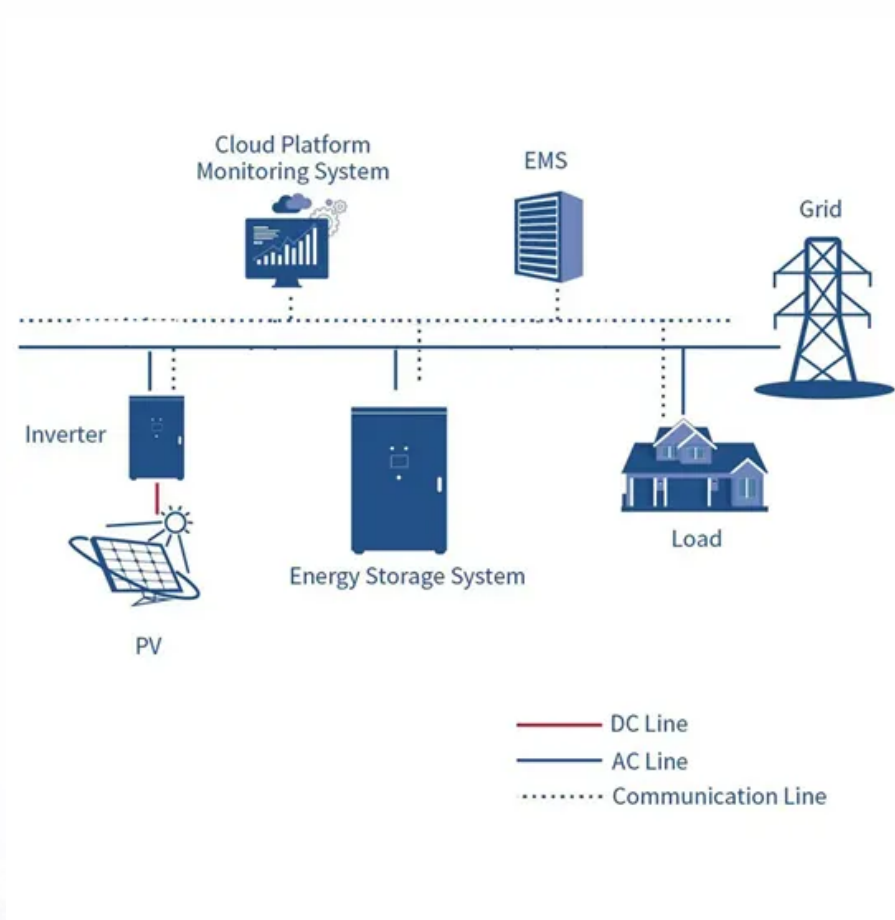 Cloud Platform
Monitoring System
EMS
Grid
Inverter
Load
Energy Storage System
PV
DC Line
AC Line
Communication Line